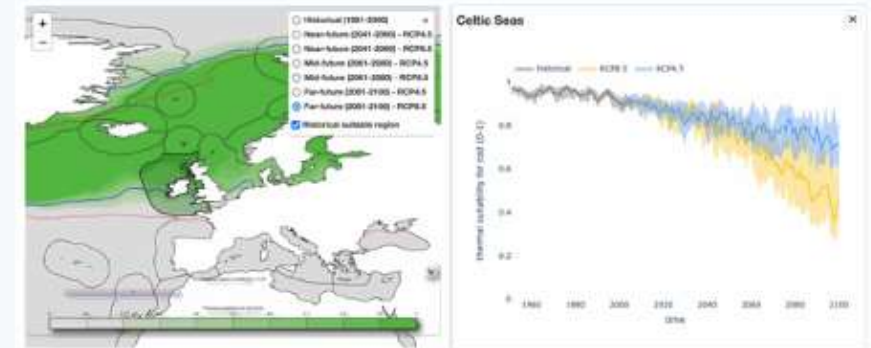 +
−
Historical (1981-2000)
Near-future (2041-2060) - RCP4.5
Near-future (2041-2060) - RCP8.5
Mid-future (2061-2080) - RCP4.5
Mid-future (2061-2080) - RCP8.5
Far-future (2081-2100) - RCP4.5
Far-future (2081-2100) - RCP8.5
Historical suitable region
Celtic Seas
×
historical RCP8.5 RCP4.5
thermal suitability for cod (0-1)
1
0.8
0.6
0.4
0.2
0
1960 1980 2000 2020 2040 2060 2080 2100
time